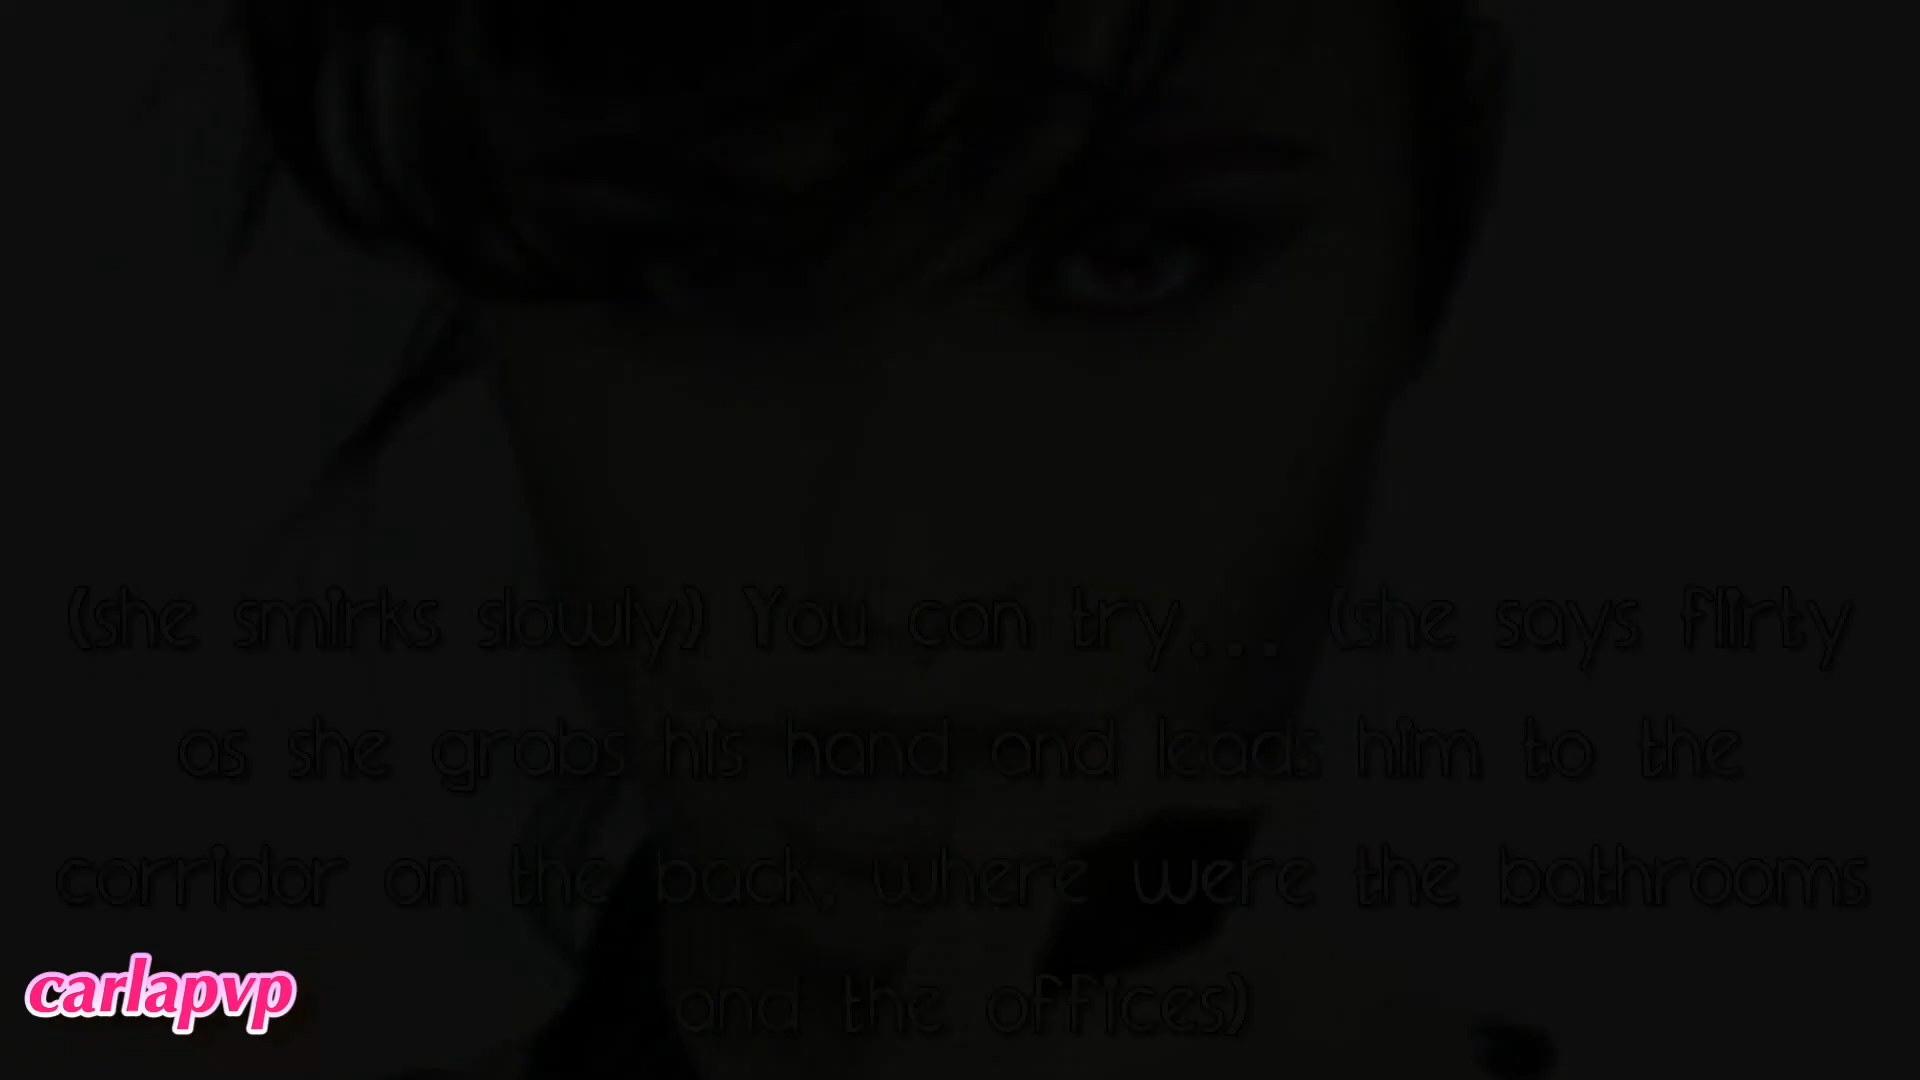 (she smirks slowly) You can try... (she says flirty
as she grabs his hand and leads him to the
corridor on the back, where were the bathrooms
and the offices)
carlapvp